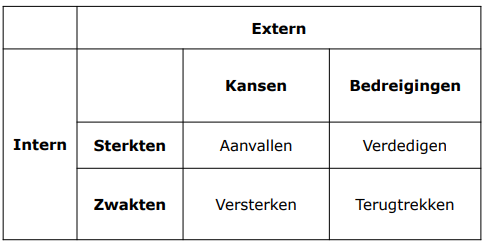 Extern
Kansen Bedreigingen
Intern Sterkten Aanvallen Verdedigen
Zwakten Versterken Terugtrekken